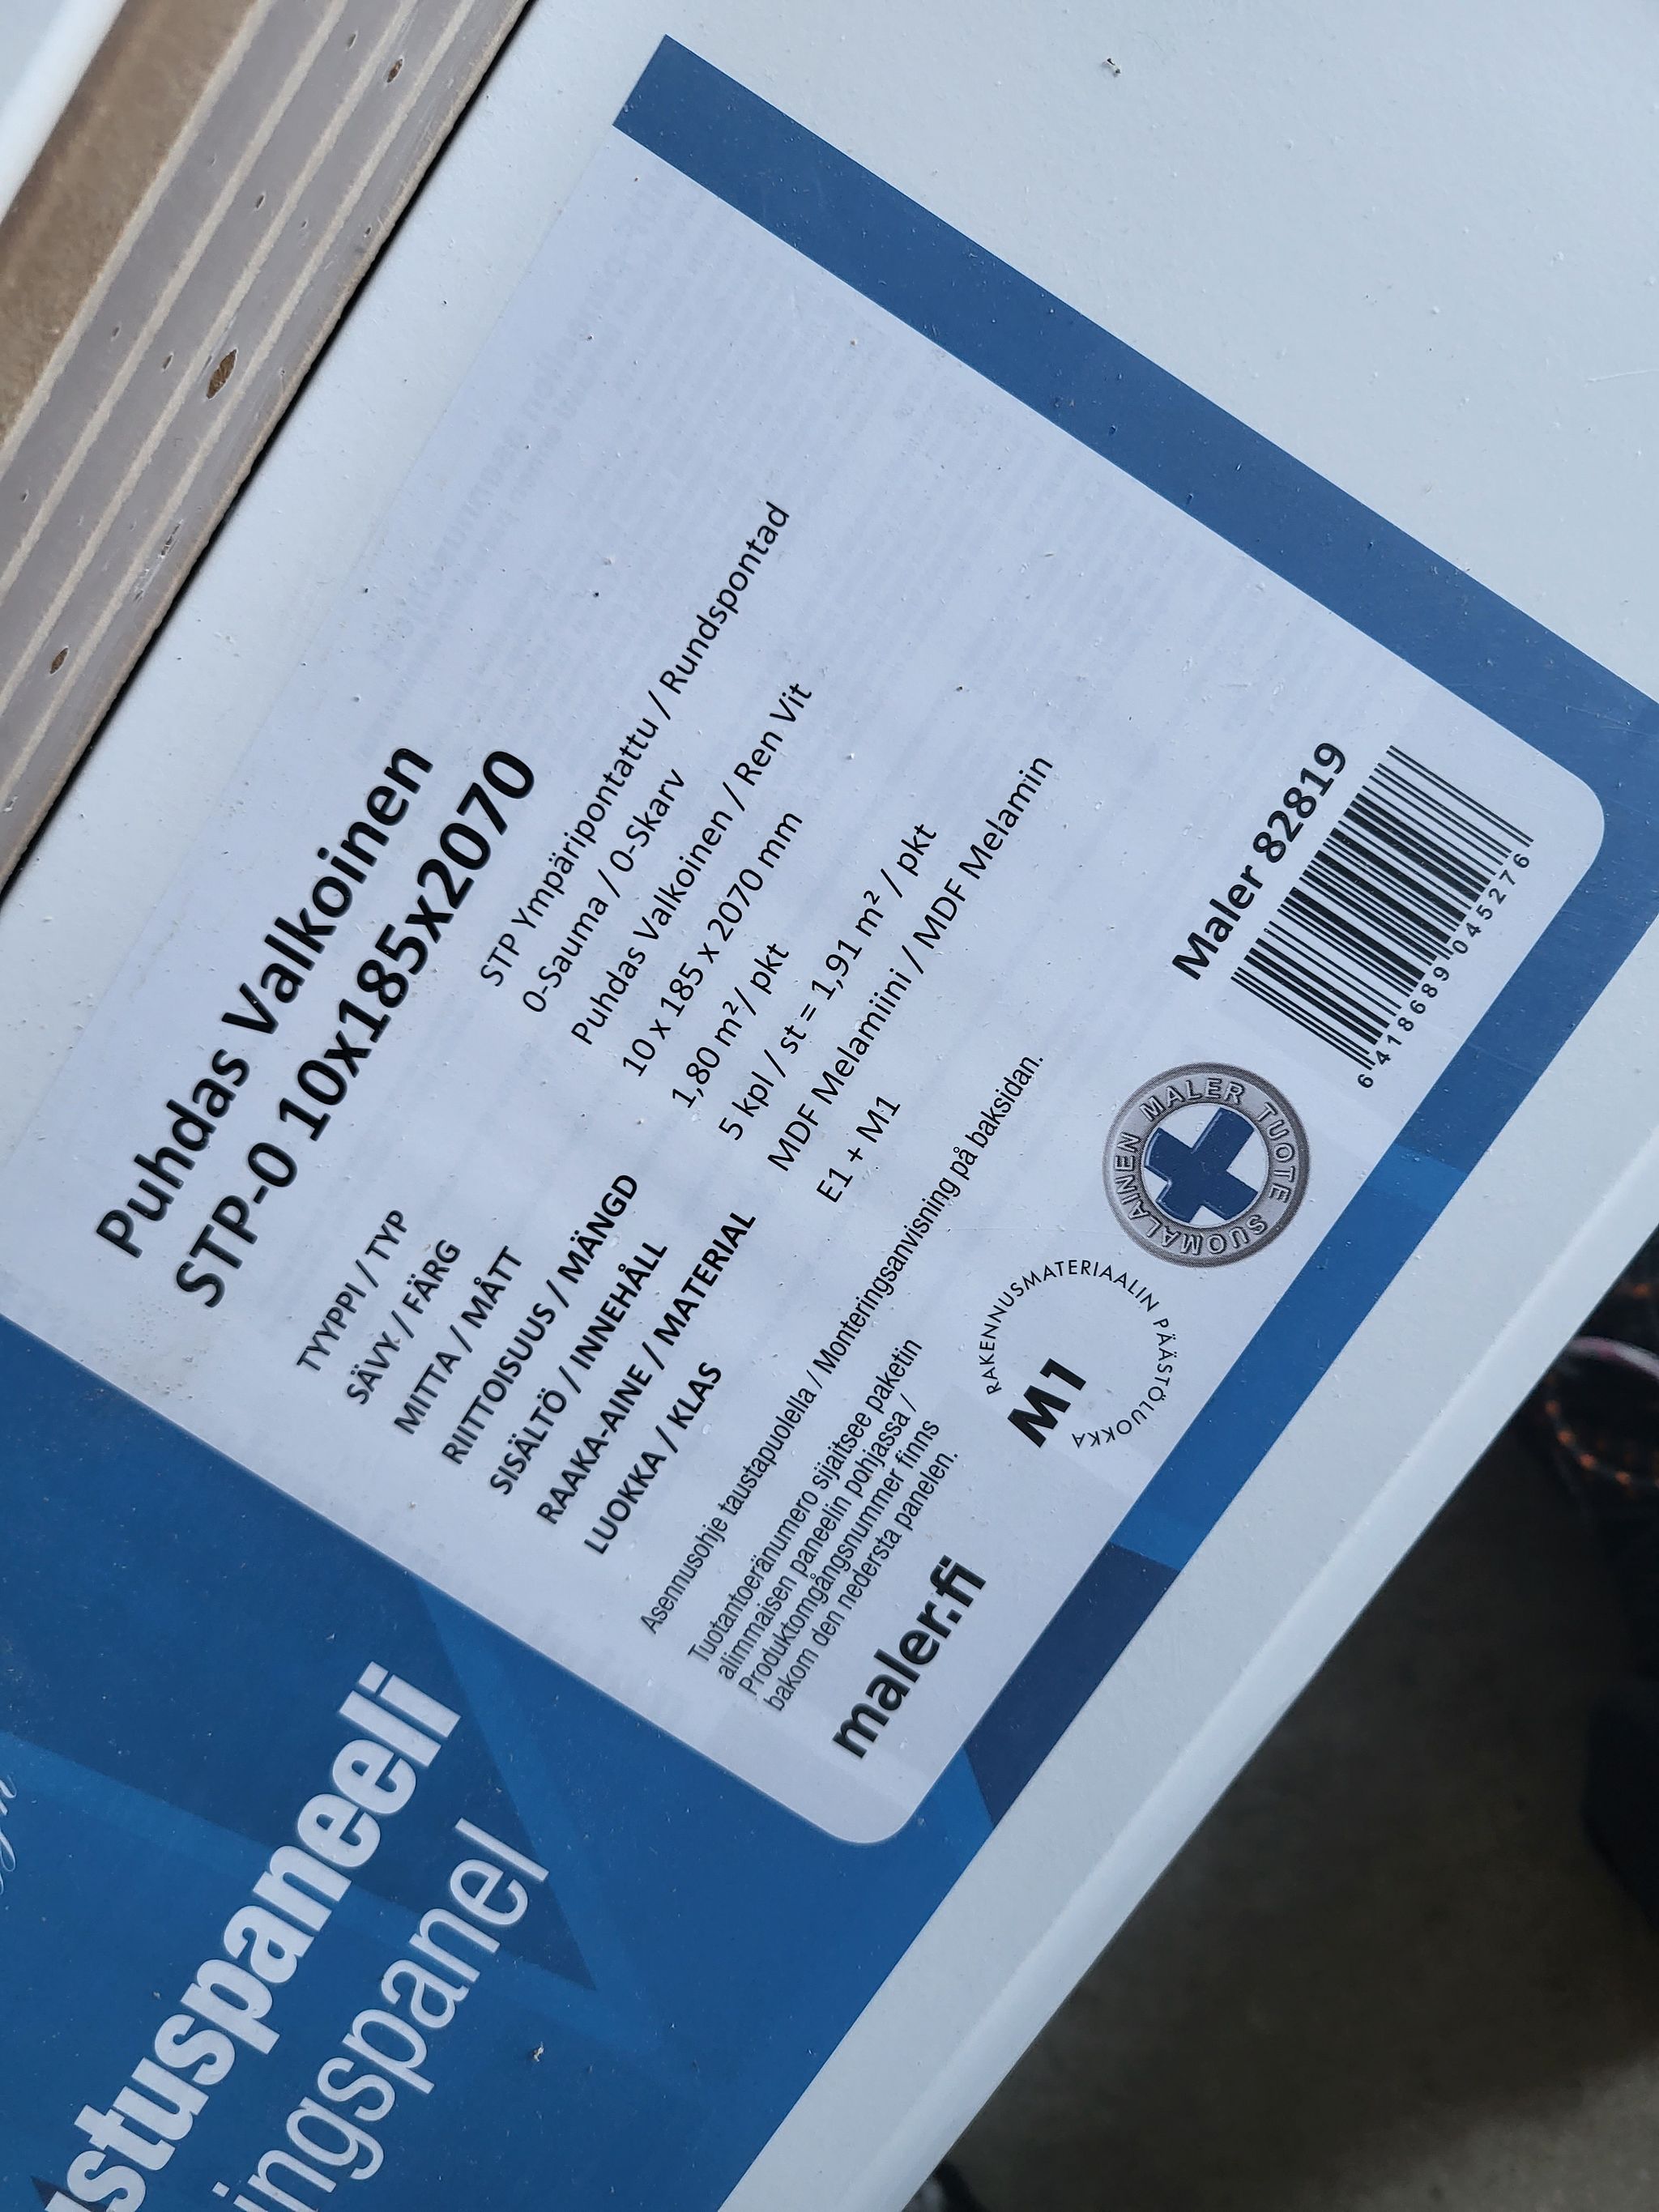 Puhdas Valkoinen
STP-0 10x185x2070
TYYPPI / TYP
STP Ympäripontattu / Rundspontad
0-Sauma / 0-Skarv
SÄVY / FÄRG
Puhdas Valkoinen / Ren Vit
MITTA / MÅTT
10 x 185 x 2070 mm
RIITTOISUUS / MÄNGD
1,80 m²/ pkt
SISÄLTÖ / INNEHÅLL
5 kpl / st = 1,91 m² / pkt
RAAKA-AINE / MATERIAL
MDF Melamiini / MDF Melamin
LUOKKA / KLAS
E1 + M1
Asennusohje taustapuolella / Monteringsanvisning på baksidan.
Tuotantoeränumero sijaitsee paketin
alimmaisen paneelin pohjassa /
Produktomgångsnummer finns
bakom den nedersta panelen.
maler.fi
M1
RAKENNUSMATERIAALIN PÄÄSTÖLUOKKA
SUOMALAINEN MALER TUOTE
Maler 82819
6 418689 045276
stuspaneeli
ingspanel